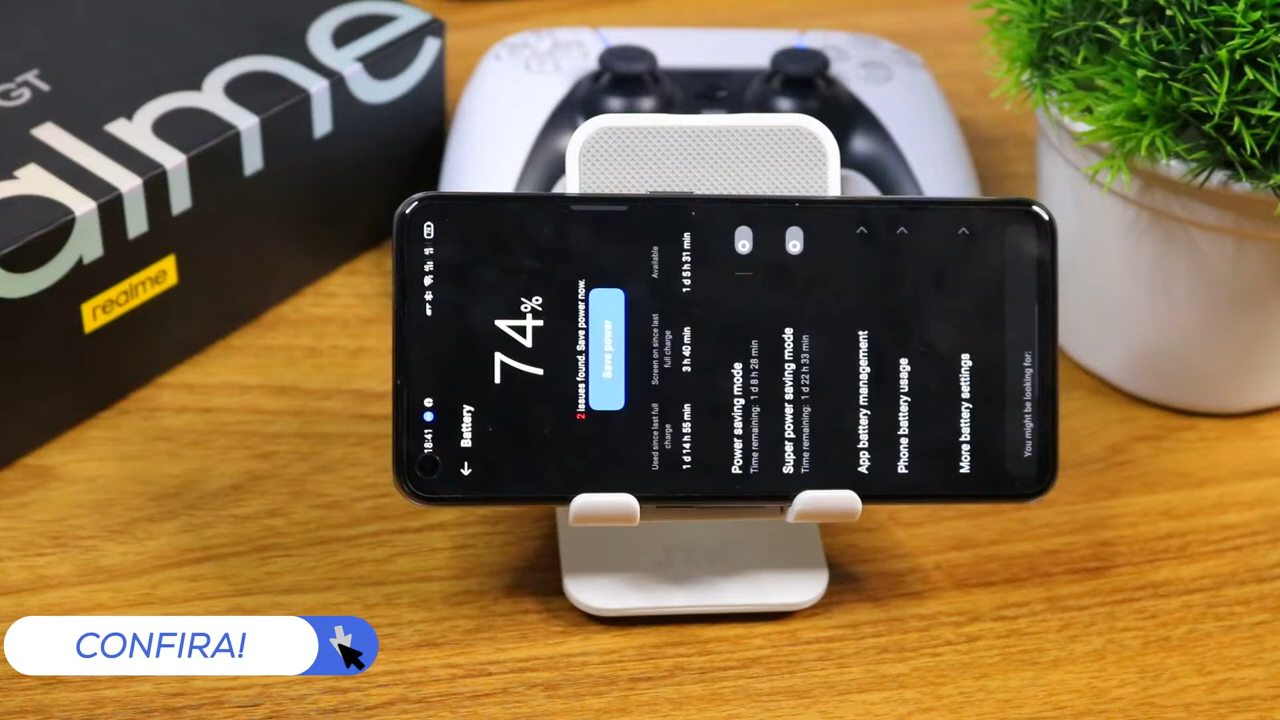 GT
realme
realme
18:41
← Battery
74%
2 issues found. Save power now.
Save power
Used since last full charge
1 d 14 h 55 min
Screen on since last full charge
3 h 40 min
Available
1 d 5 h 31 min
Power saving mode
Time remaining: 1 d 8 h 28 min
Super power saving mode
Time remaining: 1 d 22 h 33 min
App battery management
Phone battery usage
More battery settings
You might be looking for:
CONFIRA!